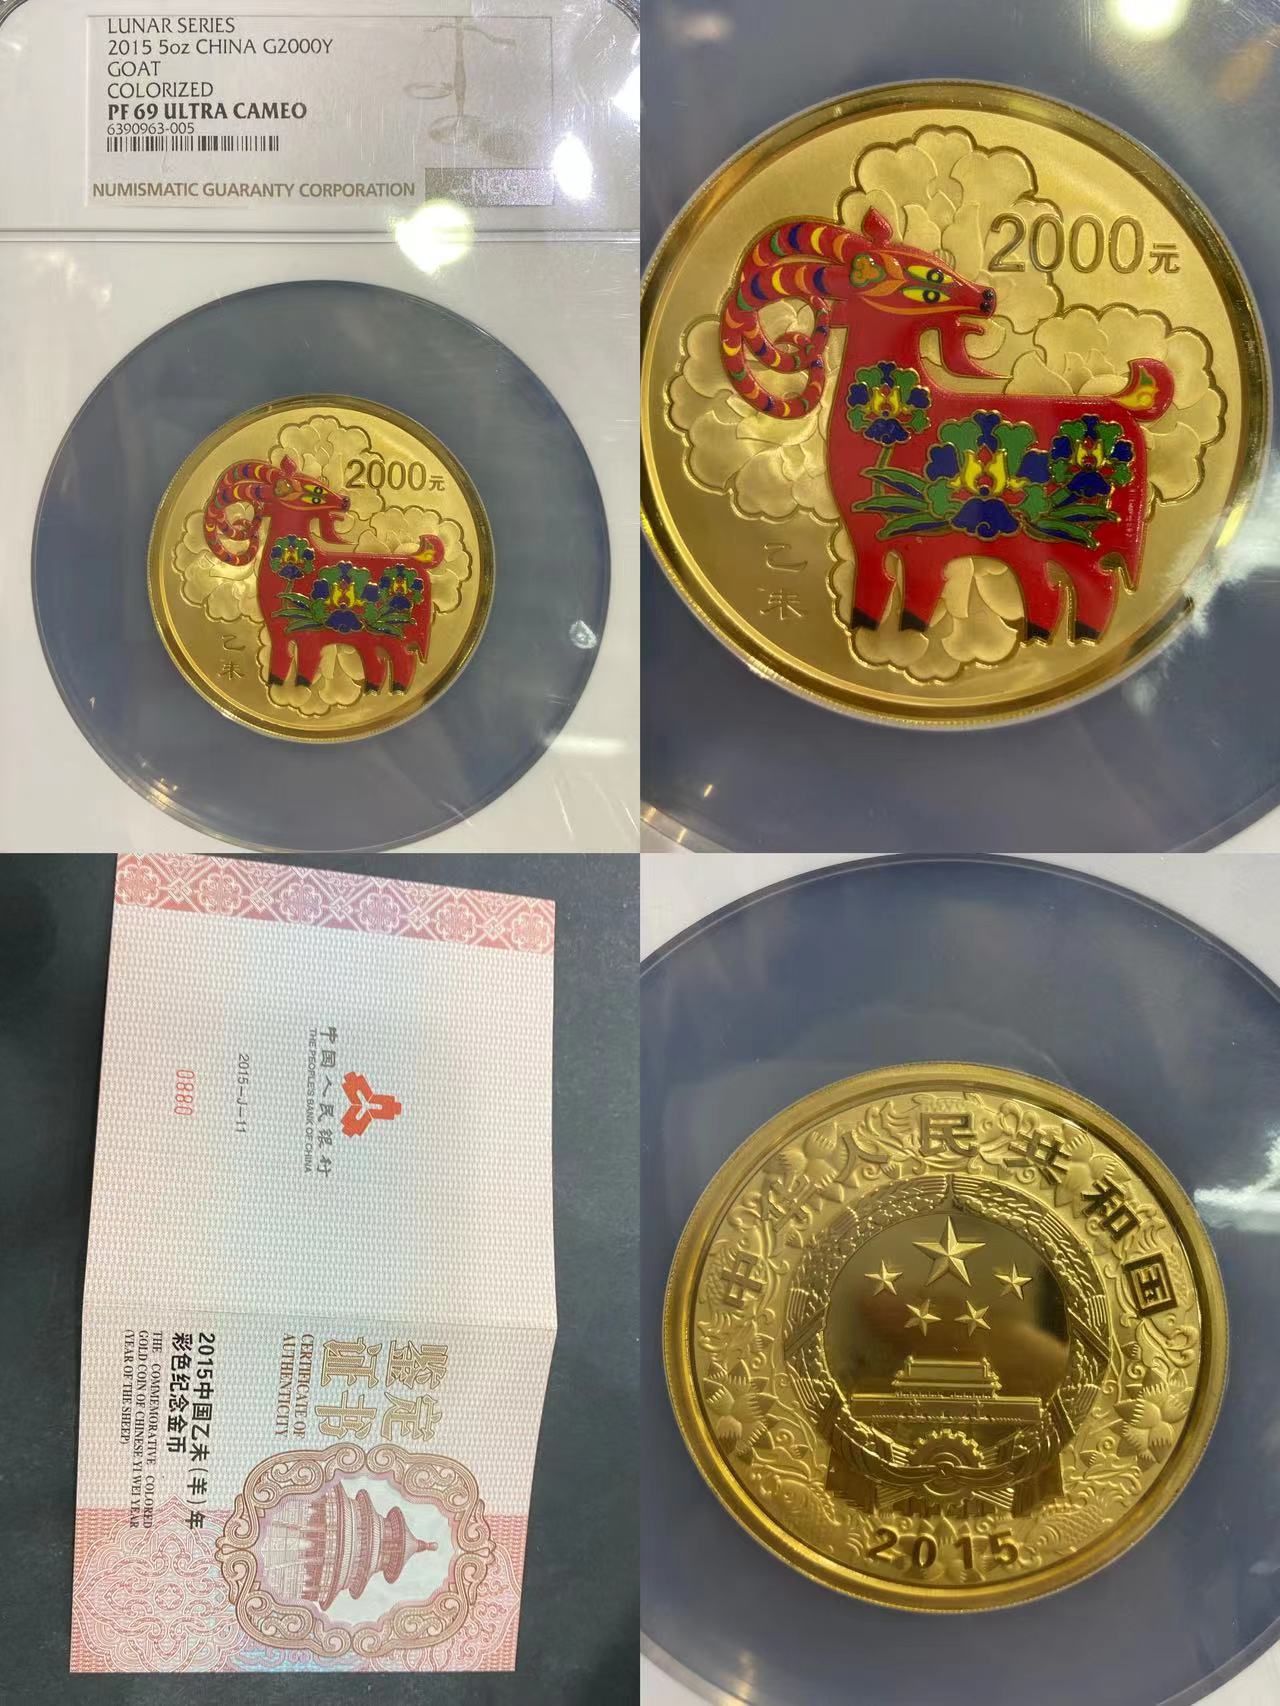 LUNAR SERIES
2015 5oz CHINA G2000Y
GOAT
COLORIZED
PF 69 ULTRA CAMEO
6390963-005
NUMISMATIC GUARANTY CORPORATION
NGC
2000元
乙
未
2000元
乙
未
中国人民银行
THE PEOPLE'S BANK OF CHINA
2015-J-11
0880
鉴定
证书
CERTIFICATE OF
AUTHENTICITY
2015中国乙未(羊)年
彩色纪念金币
THE COMMEMORATIVE COLORED
GOLD COIN OF CHINESE YI WEI YEAR
(YEAR OF THE SHEEP)
中华人民共和国
2015